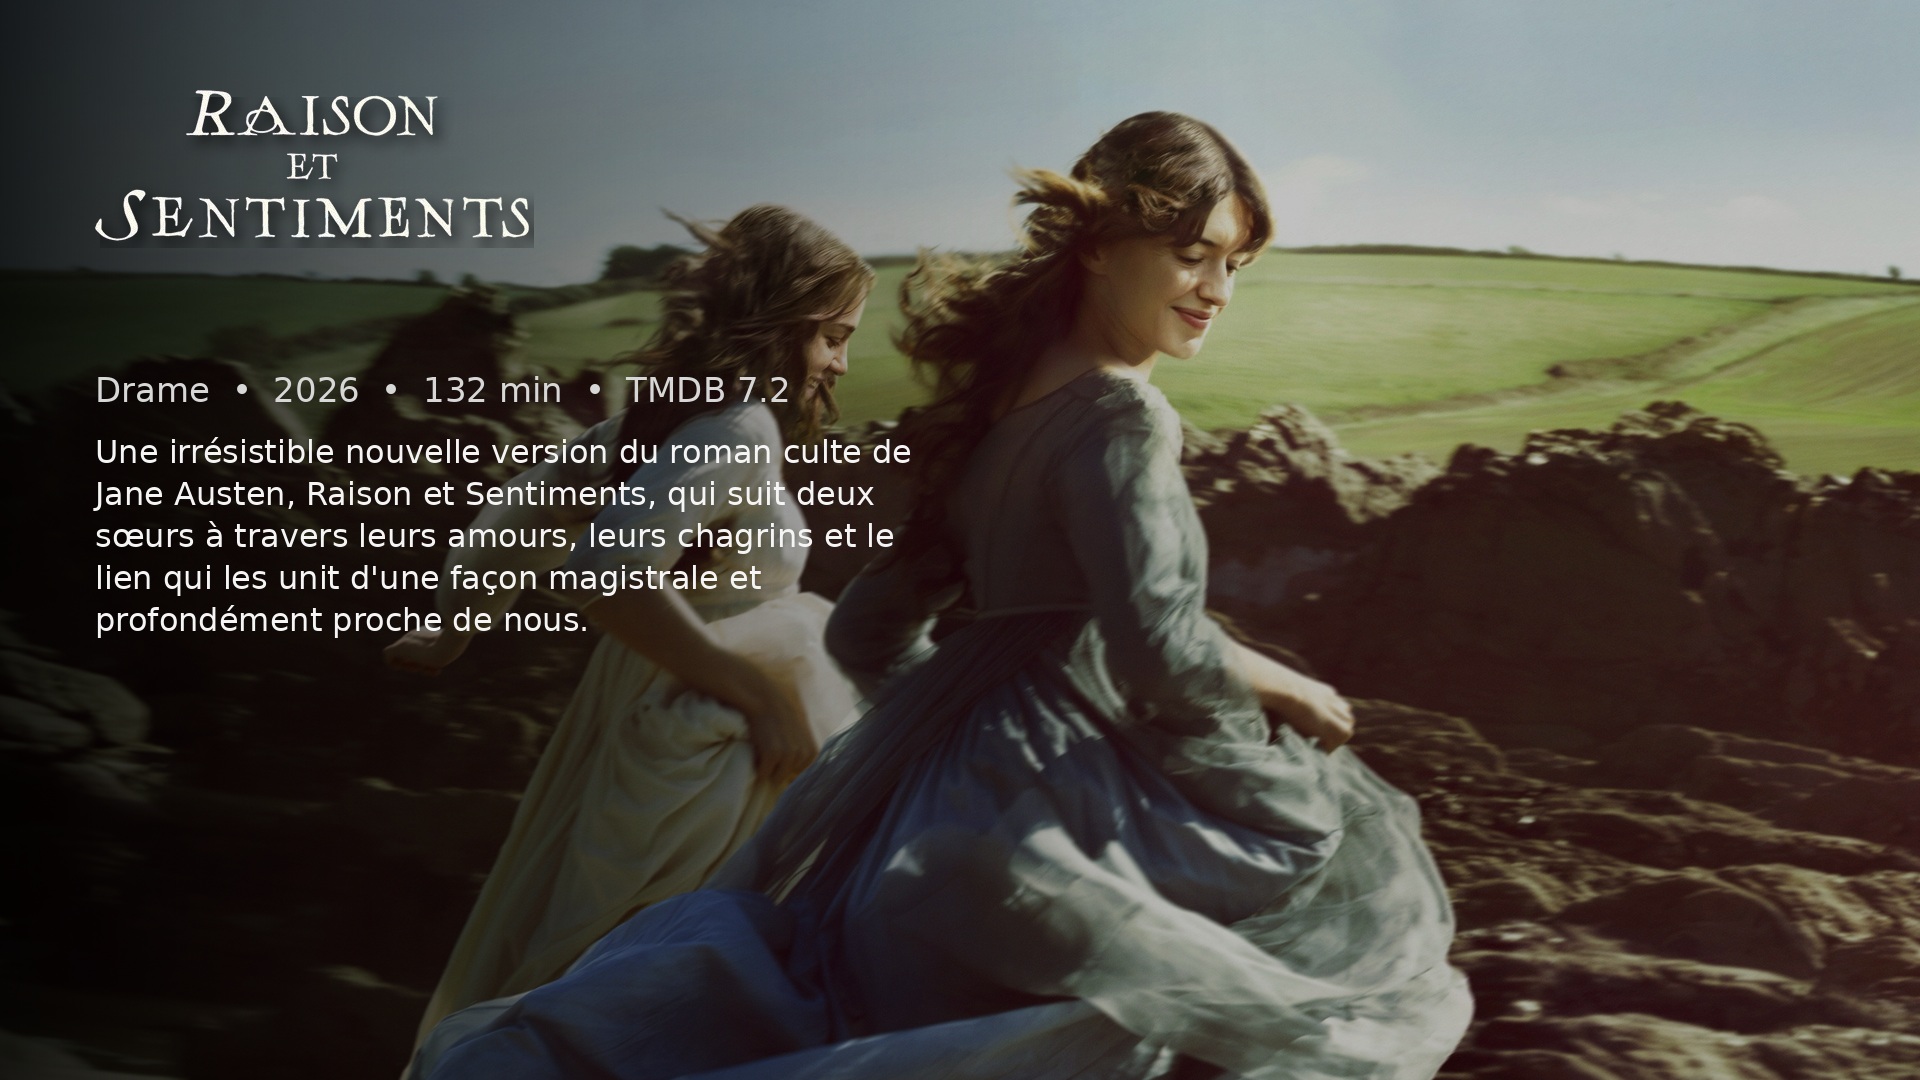 RAISON
ET
SENTIMENTS
Drame • 2026 • 132 min • TMDB 7.2
Une irrésistible nouvelle version du roman culte de
Jane Austen, Raison et Sentiments, qui suit deux
sœurs à travers leurs amours, leurs chagrins et le
lien qui les unit d'une façon magistrale et
profondément proche de nous.